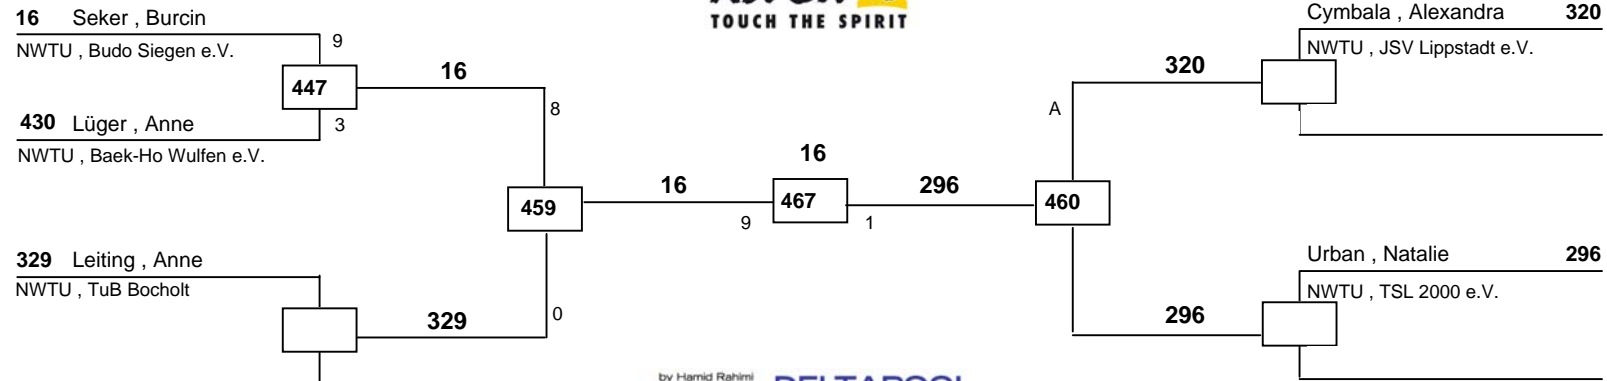 TOUCH THE SPIRIT
16 Seker , Burcin
NWTU , Budo Siegen e.V.
9
447
3
430 Lüger , Anne
NWTU , Baek-Ho Wulfen e.V.
16
8
459
0
329 Leiting , Anne
NWTU , TuB Bocholt
329
16
16
9
467
1
296
460
A
320
Cymbala , Alexandra 320
NWTU , JSV Lippstadt e.V.
296
Urban , Natalie 296
NWTU , TSL 2000 e.V.
by Hamid Rahimi